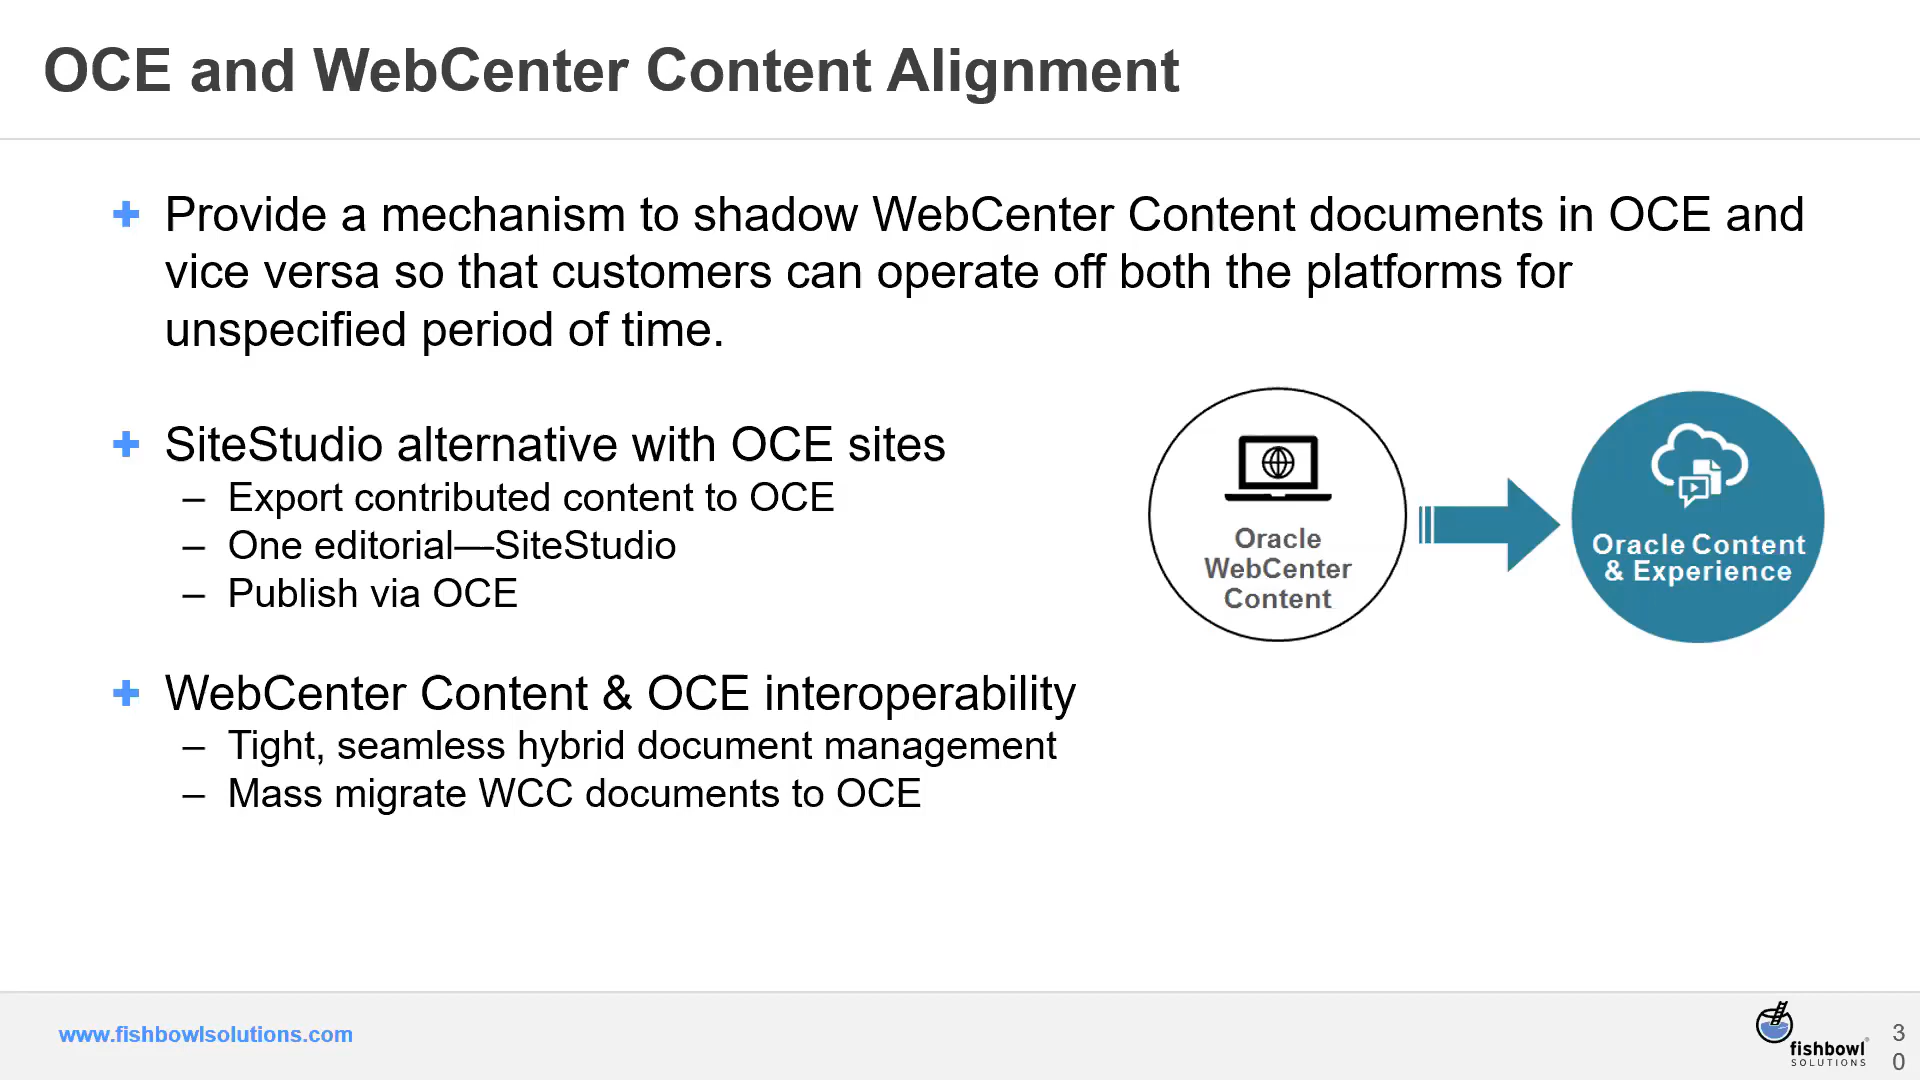 OCE and WebCenter Content Alignment
Provide a mechanism to shadow WebCenter Content documents in OCE and
vice versa so that customers can operate off both the platforms for
unspecified period of time.
SiteStudio alternative with OCE sites
– Export contributed content to OCE
– One editorial—SiteStudio
– Publish via OCE
WebCenter Content & OCE interoperability
– Tight, seamless hybrid document management
– Mass migrate WCC documents to OCE
Oracle
WebCenter
Content
Oracle Content
& Experience
www.fishbowlsolutions.com
fishbowl®
SOLUTIONS
3
0